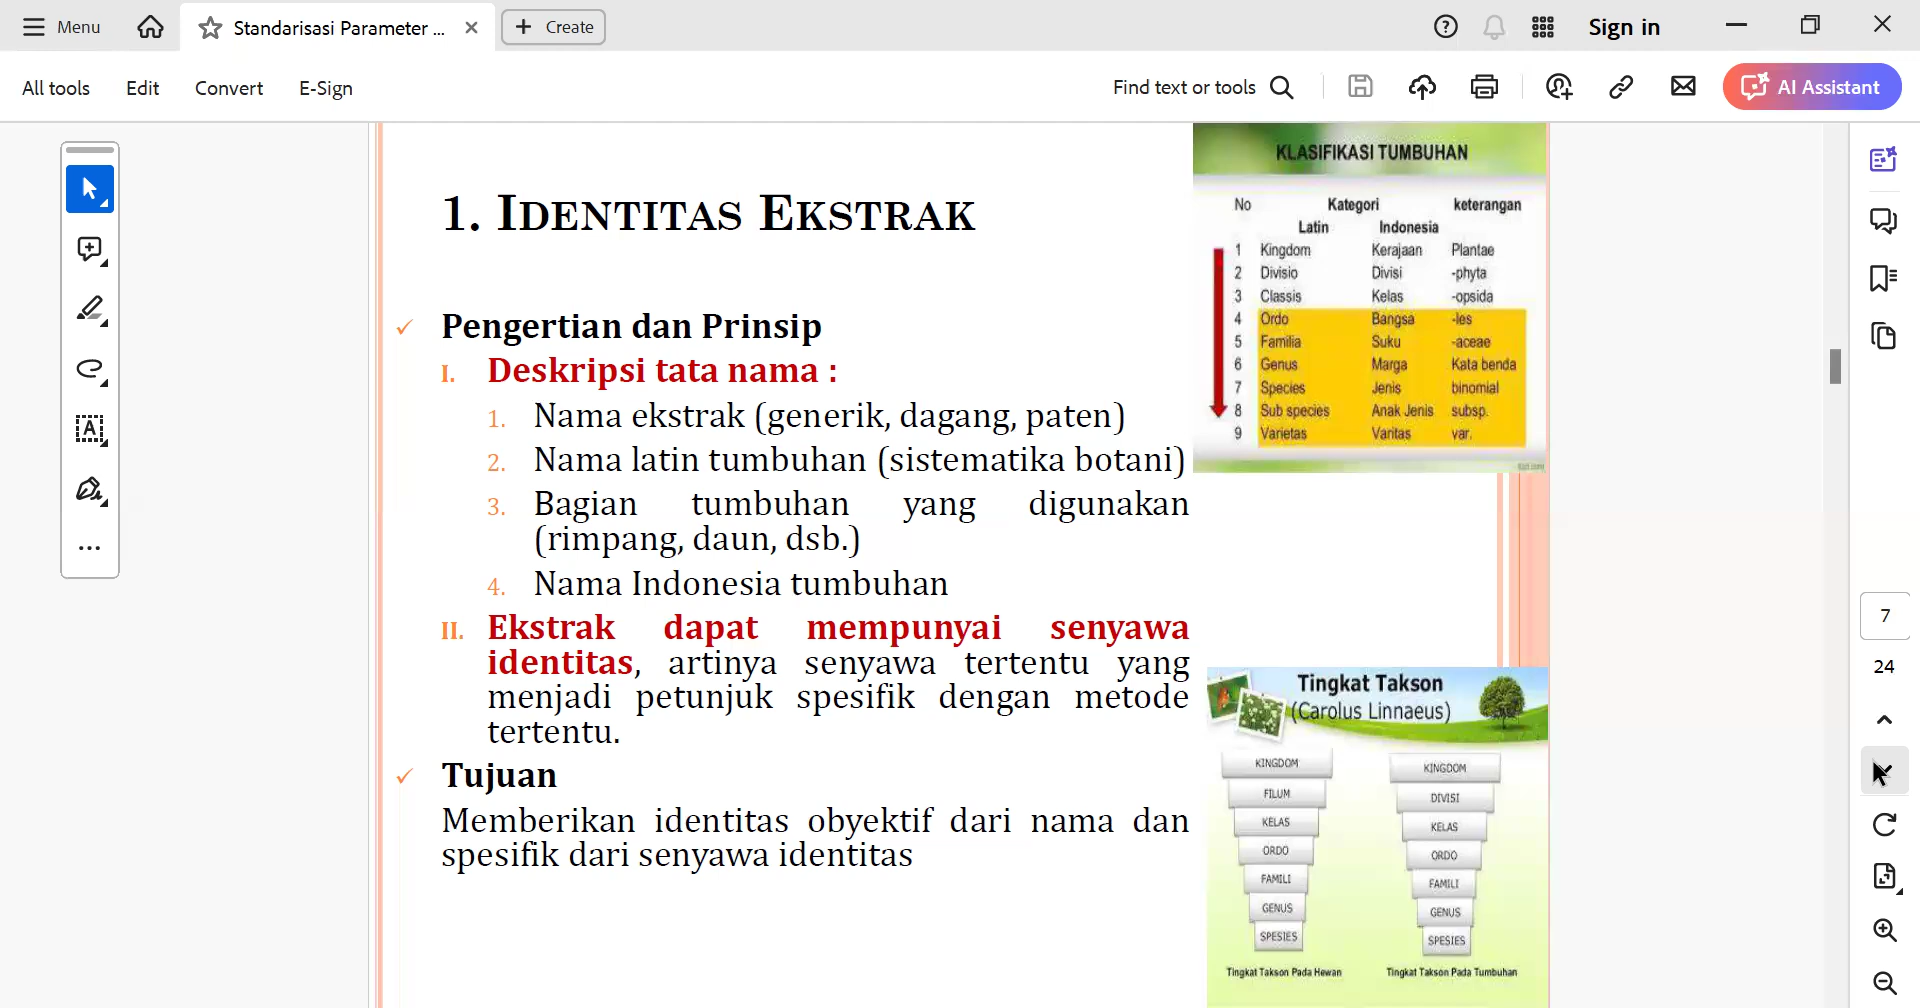 Menu
Standarisasi Parameter ...
Create
Sign in
All tools
Edit
Convert
E-Sign
Find text or tools
AI Assistant
1. IDENTITAS EKSTRAK
✓ Pengertian dan Prinsip
I. Deskripsi tata nama :
1. Nama ekstrak (generik, dagang, paten)
2. Nama latin tumbuhan (sistematika botani)
3. Bagian tumbuhan yang digunakan
(rimpang, daun, dsb.)
4. Nama Indonesia tumbuhan
II. Ekstrak dapat mempunyai senyawa
identitas, artinya senyawa tertentu yang
menjadi petunjuk spesifik dengan metode
tertentu.
✓ Tujuan
Memberikan identitas obyektif dari nama dan
spesifik dari senyawa identitas
KLASIFIKASI TUMBUHAN
No Kategori keterangan
Latin Indonesia
1 Kingdom Kerajaan Plantae
2 Divisio Divisi -phyta
3 Classis Kelas -opsida
4 Ordo Bangsa -les
5 Familia Suku -aceae
6 Genus Marga Kata benda
7 Species Jenis binomial
8 Sub species Anak Jenis subsp.
9 Varietas Varitas var.
Tingkat Takson
(Carolus Linnaeus)
KINGDOM
FILUM
KELAS
ORDO
FAMILI
GENUS
SPESIES
Tingkat Takson Pada Hewan
KINGDOM
DIVISI
KELAS
ORDO
FAMILI
GENUS
SPESIES
Tingkat Takson Pada Tumbuhan
7
24